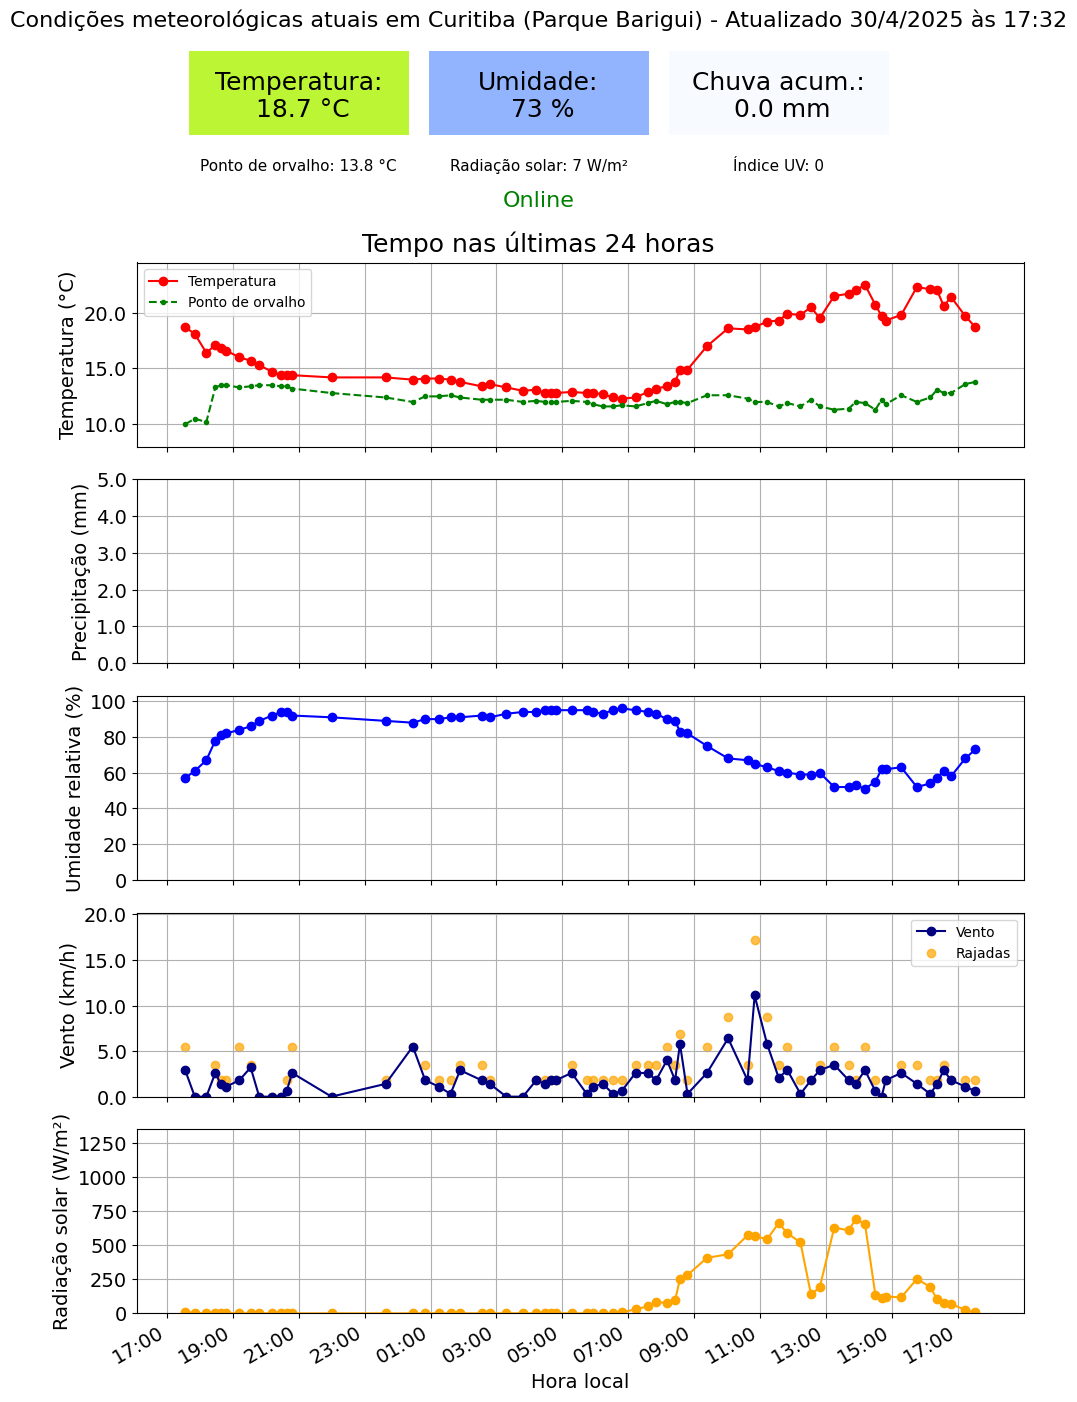 Condições meteorológicas atuais em Curitiba (Parque Barigui) - Atualizado 30/4/2025 às 17:32
Temperatura:
18.7 °C
Umidade:
73 %
Chuva acum.:
0.0 mm
Ponto de orvalho: 13.8 °C
Radiação solar: 7 W/m²
Índice UV: 0
Online
Tempo nas últimas 24 horas
Temperatura (°C)
20.0
15.0
10.0
Temperatura
Ponto de orvalho
Precipitação (mm)
5.0
4.0
3.0
2.0
1.0
0.0
Umidade relativa (%)
100
80
60
40
20
0
Vento (km/h)
20.0
15.0
10.0
5.0
0.0
Vento
Rajadas
Radiação solar (W/m²)
1250
1000
750
500
250
0
17:00
19:00
21:00
23:00
01:00
03:00
05:00
07:00
09:00
11:00
13:00
15:00
17:00
Hora local